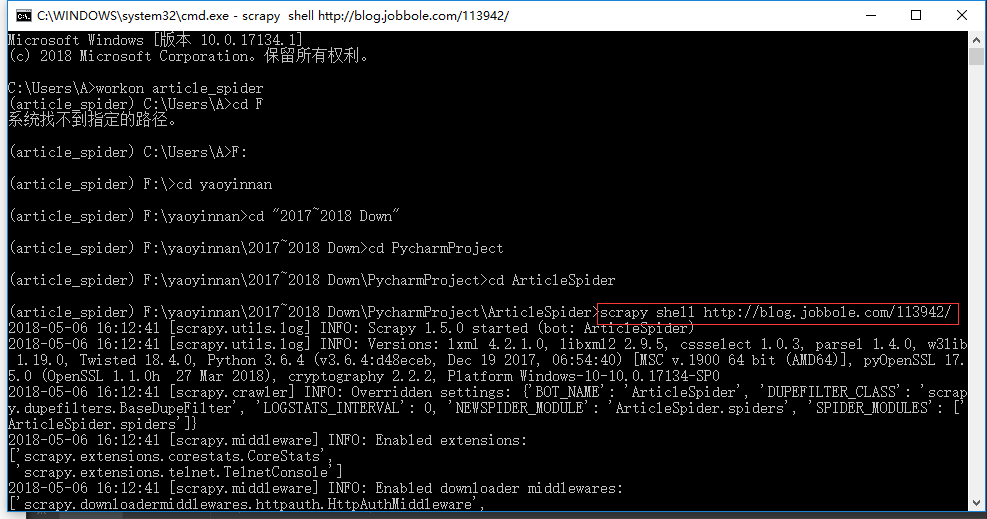 C:\WINDOWS\system32\cmd.exe - scrapy  shell http://blog.jobbole.com/113942/
Microsoft Windows [版本 10.0.17134.1]
(c) 2018 Microsoft Corporation。保留所有权利。
C:\Users\A>workon article_spider
(article_spider) C:\Users\A>cd F
系统找不到指定的路径。
(article_spider) C:\Users\A>F:
(article_spider) F:\>cd yaoyinnan
(article_spider) F:\yaoyinnan>cd "2017~2018 Down"
(article_spider) F:\yaoyinnan\2017~2018 Down>cd PycharmProject
(article_spider) F:\yaoyinnan\2017~2018 Down\PycharmProject>cd ArticleSpider
(article_spider) F:\yaoyinnan\2017~2018 Down\PycharmProject\ArticleSpider>scrapy shell http://blog.jobbole.com/113942/
2018-05-06 16:12:41 [scrapy.utils.log] INFO: Scrapy 1.5.0 started (bot: ArticleSpider)
2018-05-06 16:12:41 [scrapy.utils.log] INFO: Versions: lxml 4.2.1.0, libxml2 2.9.5, cssselect 1.0.3, parsel 1.4.0, w3lib
 1.19.0, Twisted 18.4.0, Python 3.6.4 (v3.6.4:d48eceb, Dec 19 2017, 06:54:40) [MSC v.1900 64 bit (AMD64)], pyOpenSSL 17.
5.0 (OpenSSL 1.1.0h  27 Mar 2018), cryptography 2.2.2, Platform Windows-10-10.0.17134-SP0
2018-05-06 16:12:41 [scrapy.crawler] INFO: Overridden settings: {'BOT_NAME': 'ArticleSpider', 'DUPEFILTER_CLASS': 'scrap
y.dupefilters.BaseDupeFilter', 'LOGSTATS_INTERVAL': 0, 'NEWSPIDER_MODULE': 'ArticleSpider.spiders', 'SPIDER_MODULES': ['
ArticleSpider.spiders']}
2018-05-06 16:12:41 [scrapy.middleware] INFO: Enabled extensions:
['scrapy.extensions.corestats.CoreStats',
 'scrapy.extensions.telnet.TelnetConsole']
2018-05-06 16:12:41 [scrapy.middleware] INFO: Enabled downloader middlewares:
['scrapy.downloadermiddlewares.httpauth.HttpAuthMiddleware',